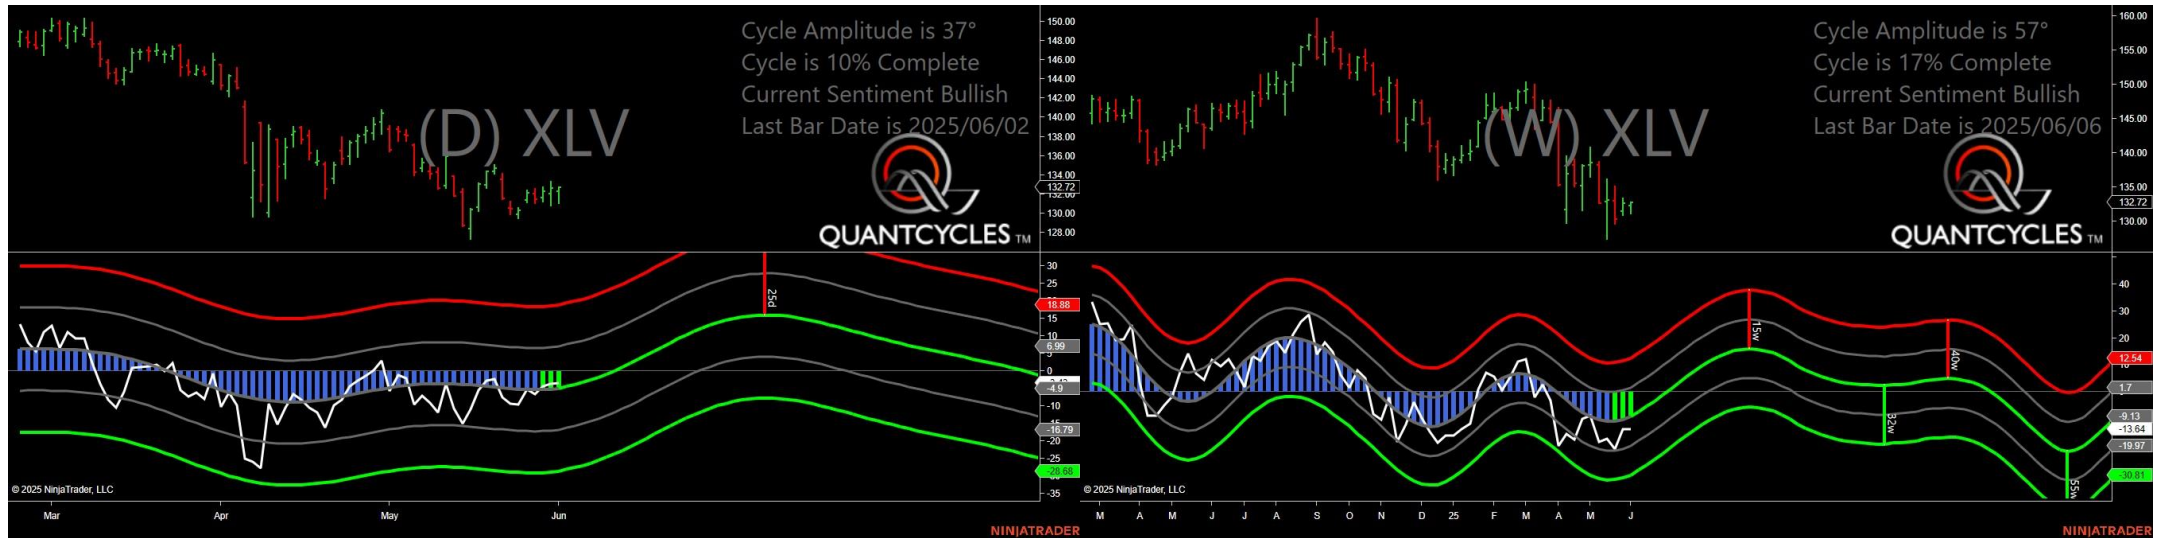 Cycle Amplitude is 37°
Cycle is 10% Complete
Current Sentiment Bullish
Last Bar Date is 2025/06/02
(D) XLV
QUANTCYCLES TM
150.00
148.00
146.00
144.00
142.00
140.00
138.00
136.00
134.00
132.72
132.00
130.00
128.00
25d
30
25
20
18.88
15
10
6.99
5
0
-4.9
-10
-16.79
-20
-25
-28.68
-35
© 2025 NinjaTrader, LLC
Mar
Apr
May
Jun
NINJATRADER
Cycle Amplitude is 57°
Cycle is 17% Complete
Current Sentiment Bullish
Last Bar Date is 2025/06/06
(W) XLV
QUANTCYCLES TM
160.00
155.00
150.00
145.00
140.00
135.00
132.72
130.00
15w
40w
32w
55w
40
30
20
12.54
10
1.7
-9.13
-13.64
-19.97
-30.81
© 2025 NinjaTrader, LLC
M A M J J A S O N D 25 F M A M J
NINJATRADER